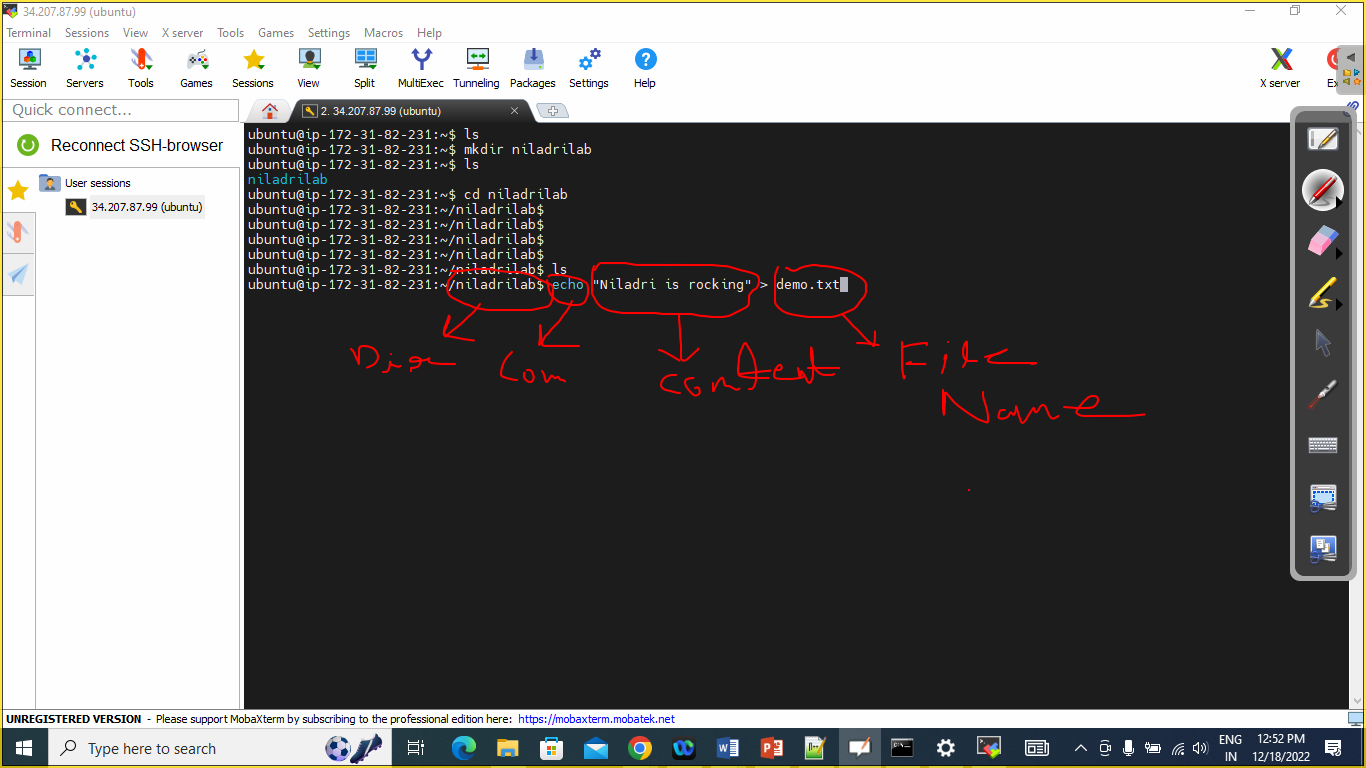 34.207.87.99 (ubuntu)
Terminal Sessions View X server Tools Games Settings Macros Help
Session Servers Tools Games Sessions View Split MultiExec Tunneling Packages Settings Help X server
Quick connect... 2. 34.207.87.99 (ubuntu)
Reconnect SSH-browser
User sessions
34.207.87.99 (ubuntu)
ubuntu@ip-172-31-82-231:~$ ls
ubuntu@ip-172-31-82-231:~$ mkdir niladrilab
ubuntu@ip-172-31-82-231:~$ ls
niladrilab
ubuntu@ip-172-31-82-231:~$ cd niladrilab
ubuntu@ip-172-31-82-231:~/niladrilab$
ubuntu@ip-172-31-82-231:~/niladrilab$
ubuntu@ip-172-31-82-231:~/niladrilab$
ubuntu@ip-172-31-82-231:~/niladrilab$
ubuntu@ip-172-31-82-231:~/niladrilab$ ls
ubuntu@ip-172-31-82-231:~/niladrilab$ echo "Niladri is rocking" > demo.txt
Dir Com Content File
Name
UNREGISTERED VERSION - Please support MobaXterm by subscribing to the professional edition here: https://mobaxterm.mobatek.net
Type here to search
ENG
IN
12:52 PM
12/18/2022